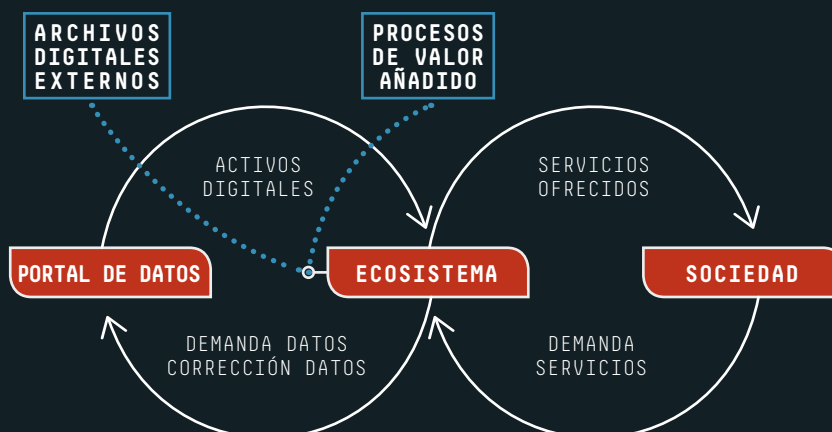 ARCHIVOS
DIGITALES
EXTERNOS
PROCESOS
DE VALOR
AÑADIDO
ACTIVOS
DIGITALES
SERVICIOS
OFRECIDOS
PORTAL DE DATOS
ECOSISTEMA
SOCIEDAD
DEMANDA DATOS
CORRECCIÓN DATOS
DEMANDA
SERVICIOS